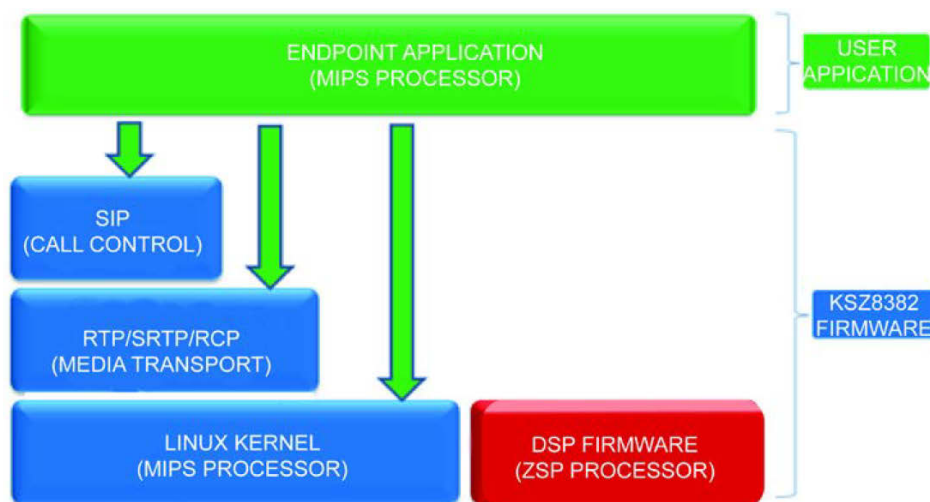 ENDPOINT APPLICATION
(MIPS PROCESSOR)
USER
APPICATION
SIP
(CALL CONTROL)
RTP/SRTP/RCP
(MEDIA TRANSPORT)
KSZ8382
FIRMWARE
LINUX KERNEL
(MIPS PROCESSOR)
DSP FIRMWARE
(ZSP PROCESSOR)